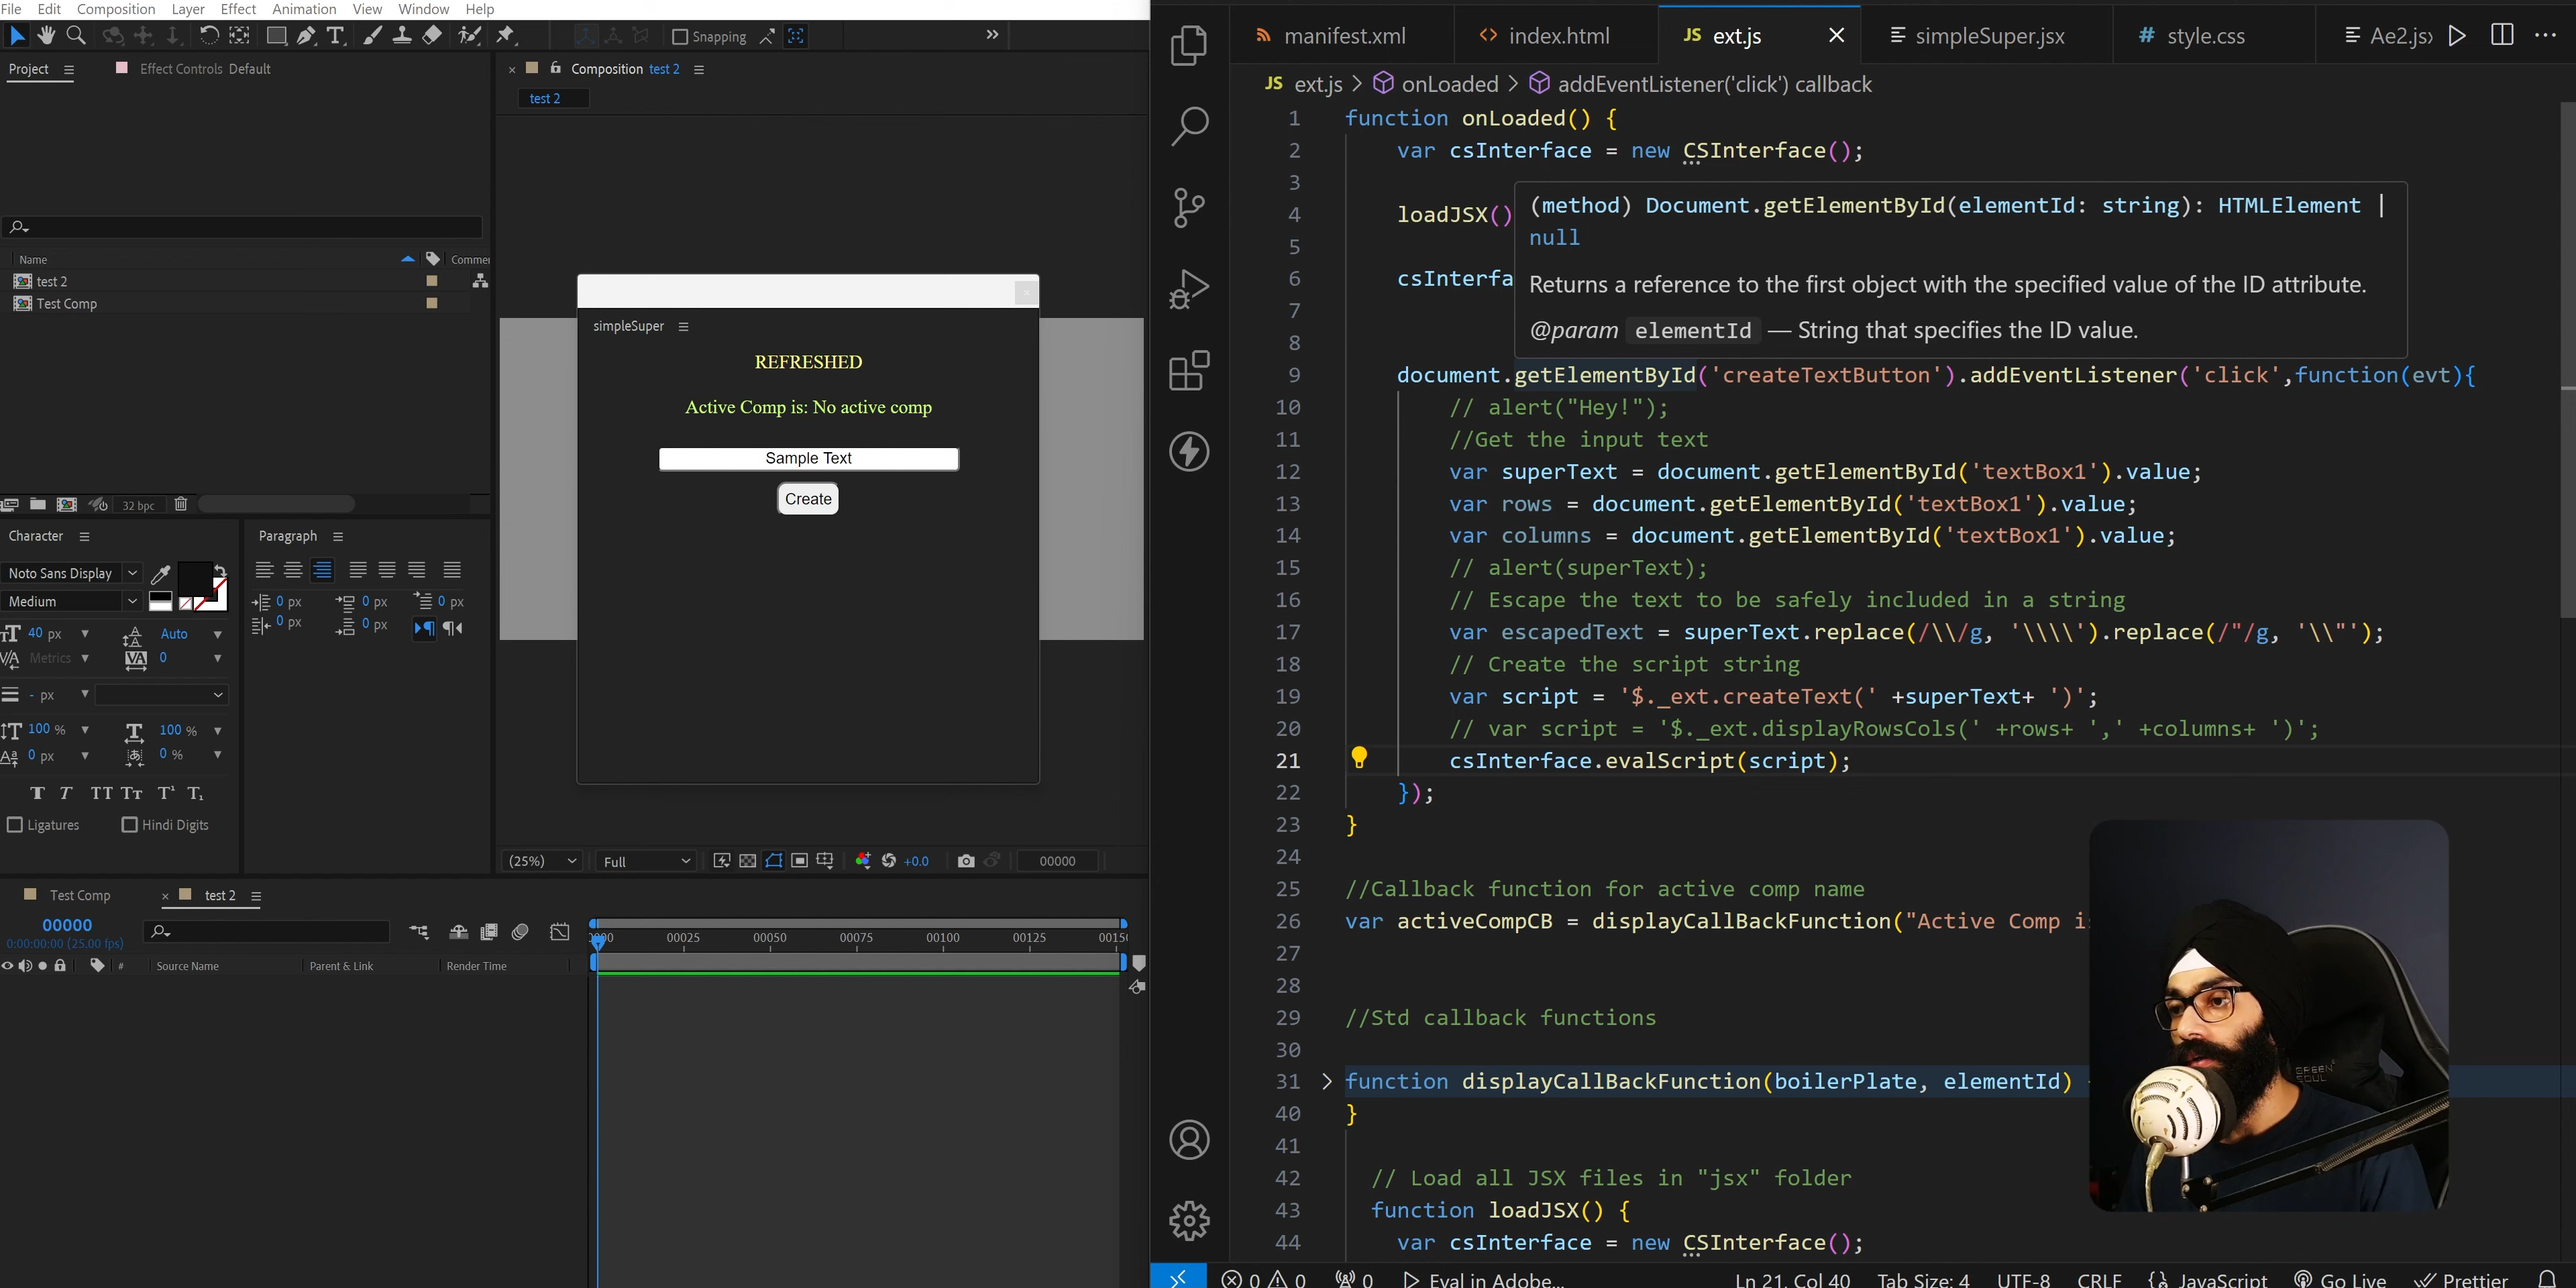 File Edit Composition Layer Effect Animation View Window Help
Snapping
Project
Effect Controls Default
Composition test 2
test 2
Name
Comme
test 2
Test Comp
32 bpc
Character
Paragraph
Noto Sans Display
Medium
40 px
Auto
Metrics
0
- px
100 %
100 %
0 px
0 %
0 px 0 px 0 px
0 px 0 px
Ligatures
Hindi Digits
simpleSuper
REFRESHED
Active Comp is: No active comp
Sample Text
Create
(25%)
Full
+0.0
00000
Test Comp
test 2
00000
0:00:00:00 (25.00 fps)
# Source Name Parent & Link Render Time
00025 00050 00075 00100 00125
manifest.xml
index.html
JS ext.js
simpleSuper.jsx
# style.css
Ae2.js
JS ext.js > onLoaded > addEventListener('click') callback
1 function onLoaded() {
2 var csInterface = new CSInterface();
3
4 loadJSX()
5
6 csInterfa
7
8
(method) Document.getElementById(elementId: string): HTMLElement |
null
Returns a reference to the first object with the specified value of the ID attribute.
@param elementId — String that specifies the ID value.
9 document.getElementById('createTextButton').addEventListener('click',function(evt){
10 // alert("Hey!");
11 //Get the input text
12 var superText = document.getElementById('textBox1').value;
13 var rows = document.getElementById('textBox1').value;
14 var columns = document.getElementById('textBox1').value;
15 // alert(superText);
16 // Escape the text to be safely included in a string
17 var escapedText = superText.replace(/\\/g, '\\\\').replace(/"/g, '\\"');
18 // Create the script string
19 var script = '$._ext.createText(' +superText+ ')';
20 // var script = '$._ext.displayRowsCols(' +rows+ ',' +columns+ ')';
21 csInterface.evalScript(script);
22 });
23 }
24
25 //Callback function for active comp name
26 var activeCompCB = displayCallBackFunction("Active Comp i
27
28
29 //Std callback functions
30
31 function displayCallBackFunction(boilerPlate, elementId)
40 }
41
42 // Load all JSX files in "jsx" folder
43 function loadJSX() {
44 var csInterface = new CSInterface();
GREEN
SOUL
0 0 0 Eval in Adobe... Ln 21, Col 40 Tab Size: 4 UTF-8 CRLF {} JavaScript Go Live Prettier